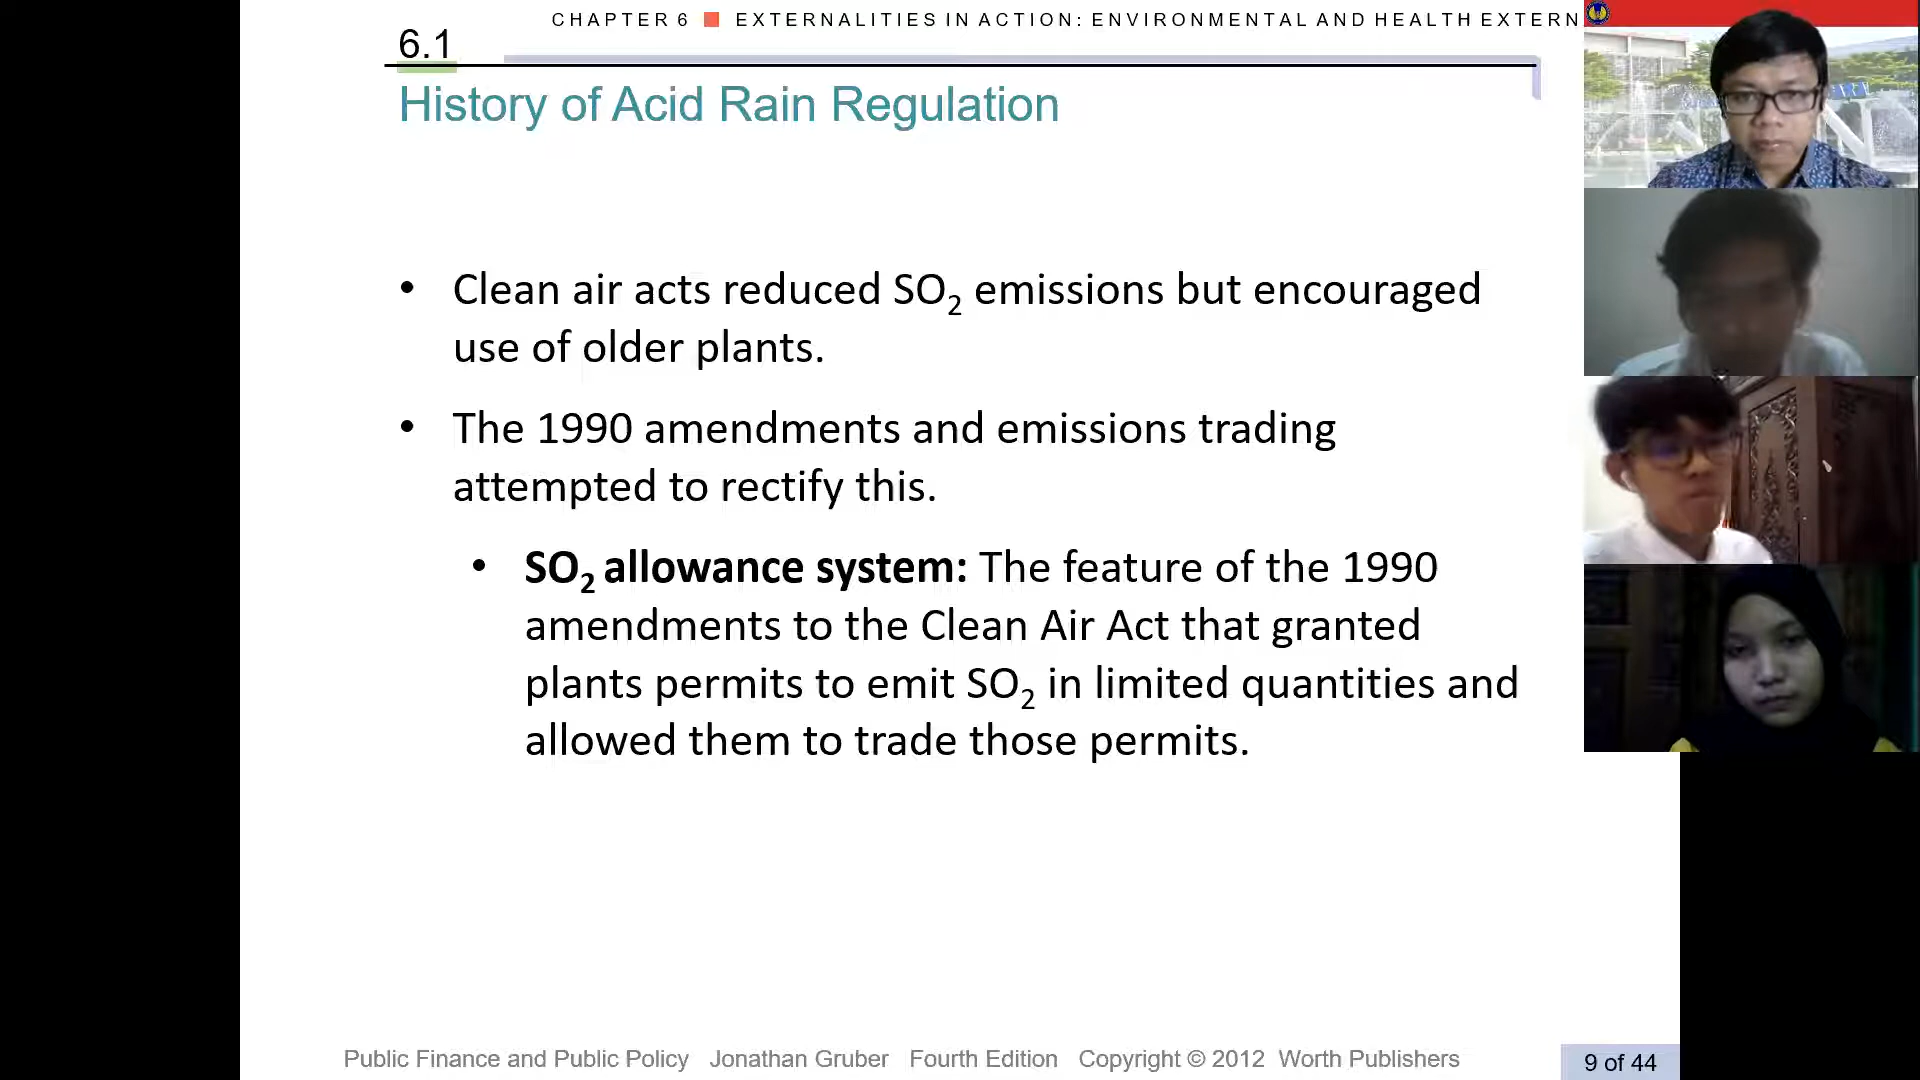 CHAPTER 6 ■ EXTERNALITIES IN ACTION: ENVIRONMENTAL AND HEALTH EXTERN
6.1
History of Acid Rain Regulation
• Clean air acts reduced SO₂ emissions but encouraged
use of older plants.
• The 1990 amendments and emissions trading
attempted to rectify this.
• SO₂ allowance system: The feature of the 1990
amendments to the Clean Air Act that granted
plants permits to emit SO₂ in limited quantities and
allowed them to trade those permits.
Public Finance and Public Policy Jonathan Gruber Fourth Edition Copyright © 2012 Worth Publishers
9 of 44